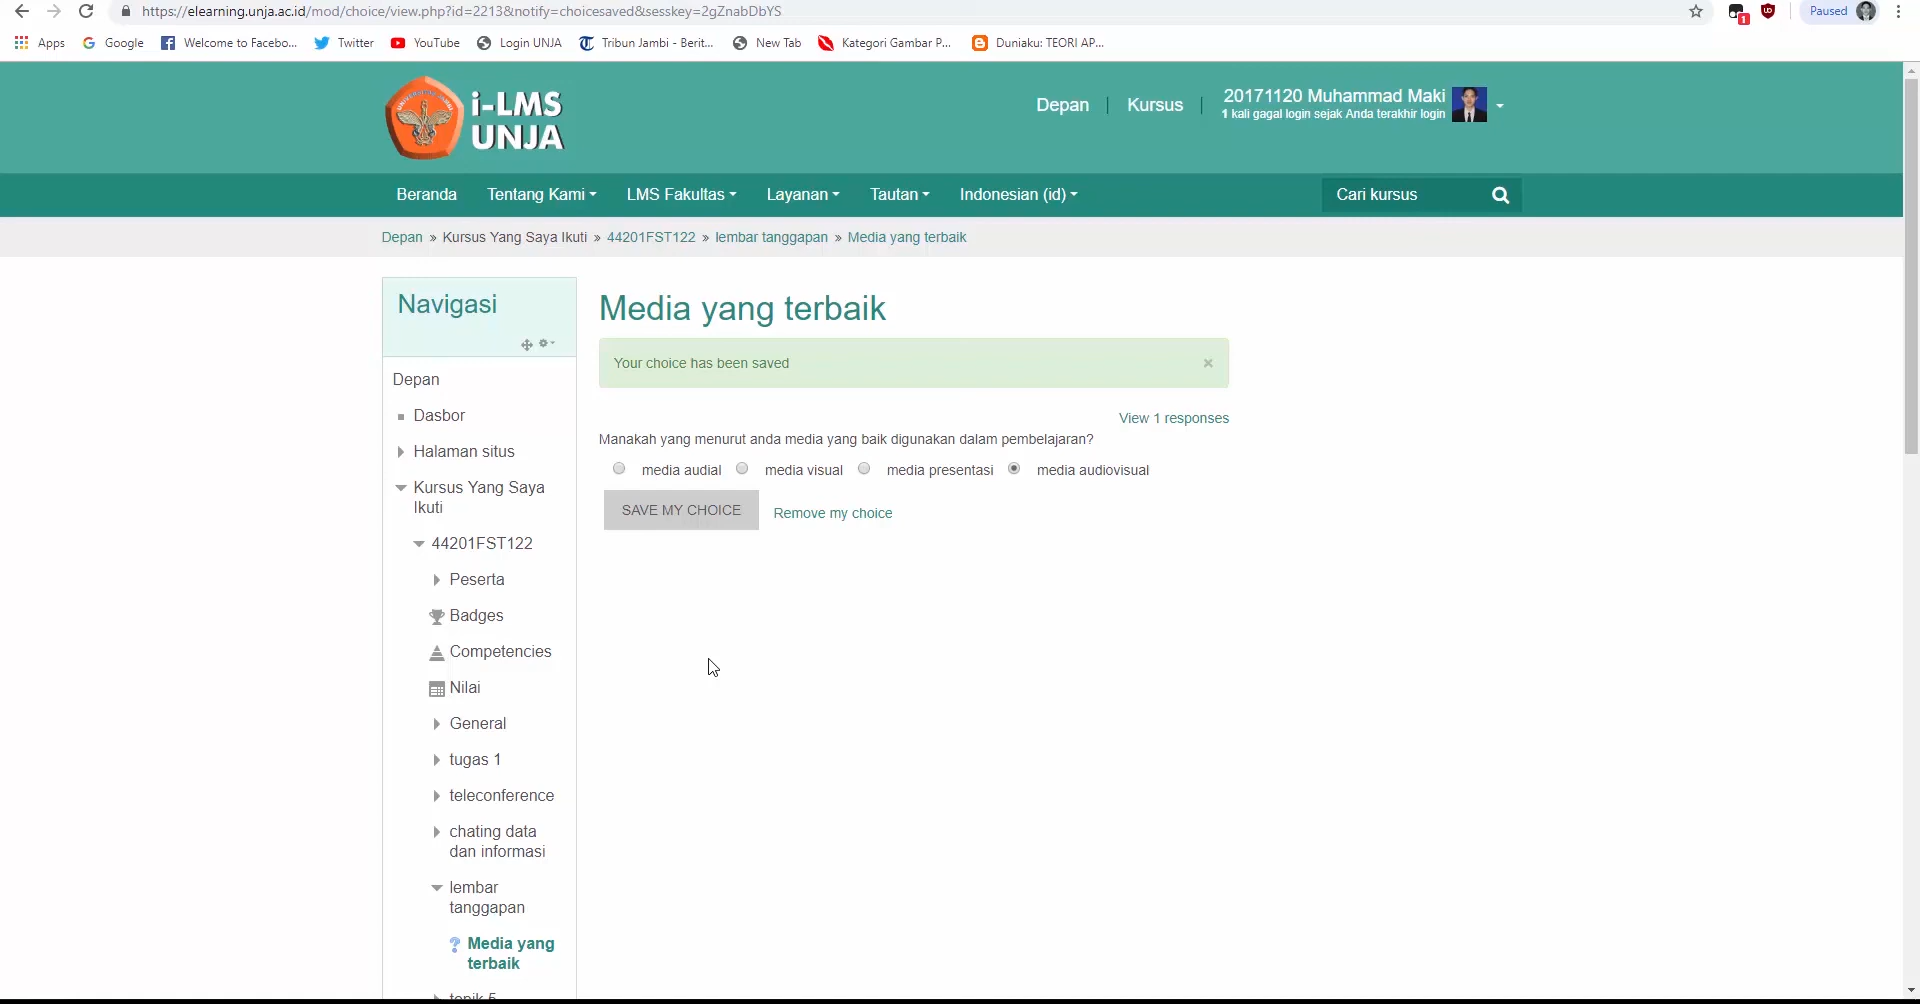 https://elearning.unja.ac.id/mod/choice/view.php?id=2213&notify=choicesaved&sesskey=2gZnabDbYS
1
Paused
Apps
Google
Welcome to Facebo...
Twitter
YouTube
Login UNJA
Tribun Jambi - Berit...
New Tab
Kategori Gambar P...
Duniaku: TEORI AP...
i-LMS
UNJA
Depan
Kursus
20171120 Muhammad Maki
1 kali gagal login sejak Anda terakhir login
Beranda
Tentang Kami
LMS Fakultas
Layanan
Tautan
Indonesian (id)
Cari kursus
Depan » Kursus Yang Saya Ikuti » 44201FST122 » lembar tanggapan » Media yang terbaik
Navigasi
Depan
Dasbor
Halaman situs
Kursus Yang Saya
Ikuti
44201FST122
Peserta
Badges
Competencies
Nilai
General
tugas 1
teleconference
chating data
dan informasi
lembar
tanggapan
Media yang
terbaik
topik 5
Media yang terbaik
Your choice has been saved
×
View 1 responses
Manakah yang menurut anda media yang baik digunakan dalam pembelajaran?
media audial
media visual
media presentasi
media audiovisual
SAVE MY CHOICE
Remove my choice